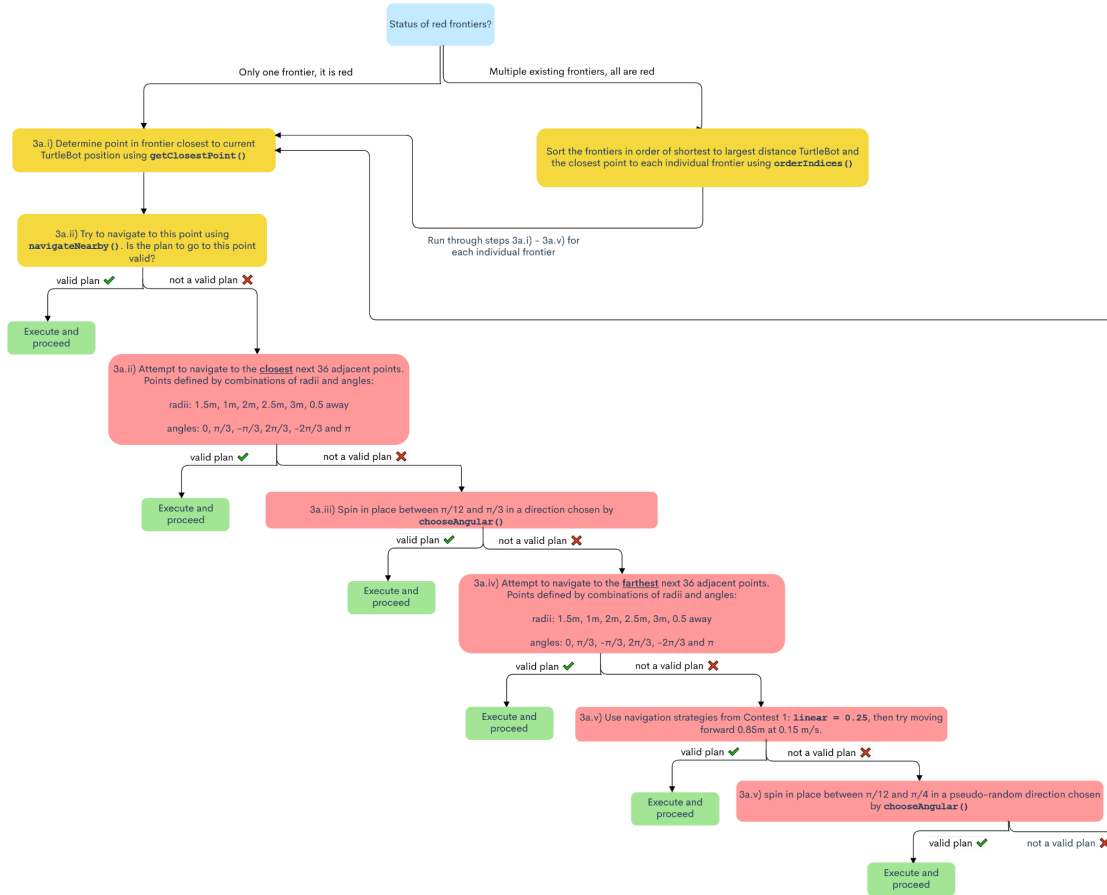 Status of red frontiers?
Only one frontier, it is red
Multiple existing frontiers, all are red
3a.i) Determine point in frontier closest to current
TurtleBot position using getClosestPoint()
Sort the frontiers in order of shortest to largest distance TurtleBot and
the closest point to each individual frontier using orderIndices()
3a.ii) Try to navigate to this point using
navigateNearby(). Is the plan to go to this point
valid?
Run through steps 3a.i) - 3a.v) for
each individual frontier
valid plan ✔
not a valid plan ❌
Execute and
proceed
3a.ii) Attempt to navigate to the closest next 36 adjacent points.
Points defined by combinations of radii and angles:
radii: 1.5m, 1m, 2m, 2.5m, 3m, 0.5 away
angles: 0, π/3, -π/3, 2π/3, -2π/3 and π
valid plan ✔
not a valid plan ❌
Execute and
proceed
3a.iii) Spin in place between π/12 and π/3 in a direction chosen by
chooseAngular()
valid plan ✔
not a valid plan ❌
Execute and
proceed
3a.iv) Attempt to navigate to the farthest next 36 adjacent points.
Points defined by combinations of radii and angles:
radii: 1.5m, 1m, 2m, 2.5m, 3m, 0.5 away
angles: 0, π/3, -π/3, 2π/3, -2π/3 and π
valid plan ✔
not a valid plan ❌
Execute and
proceed
3a.v) Use navigation strategies from Contest 1: linear = 0.25, then try moving
forward 0.85m at 0.15 m/s.
valid plan ✔
not a valid plan ❌
Execute and
proceed
3a.v) spin in place between π/12 and π/4 in a pseudo-random direction chosen
by chooseAngular()
valid plan ✔
not a valid plan ❌
Execute and
proceed